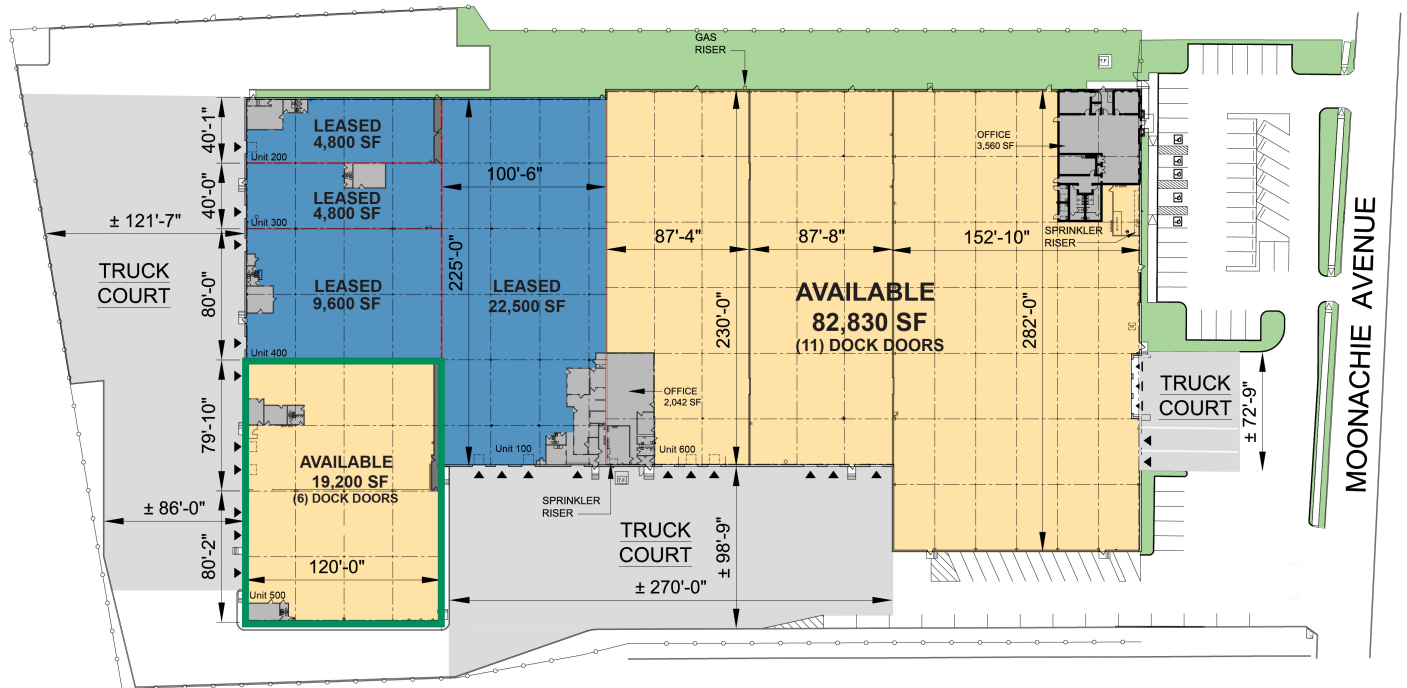 GAS
RISER
T.F.
40'-1"
LEASED
4,800 SF
Unit 200
OFFICE
3,560 SF
100'-6"
40'-0"
LEASED
4,800 SF
Unit 300
± 121'-7"
87'-4"
87'-8"
152'-10"
SPRINKLER
RISER
225'-0"
TRUCK
COURT
80'-0"
LEASED
9,600 SF
LEASED
22,500 SF
230'-0"
AVAILABLE
82,830 SF
(11) DOCK DOORS
282'-0"
MOONACHIE AVENUE
Unit 400
TRUCK
COURT
± 72'-9"
OFFICE
2,042 SF
79'-10"
Unit 100
Unit 600
AVAILABLE
19,200 SF
(6) DOCK DOORS
T.F.
SPRINKLER
RISER
± 86'-0"
TRUCK
COURT
± 98'-9"
80'-2"
120'-0"
± 270'-0"
Unit 500